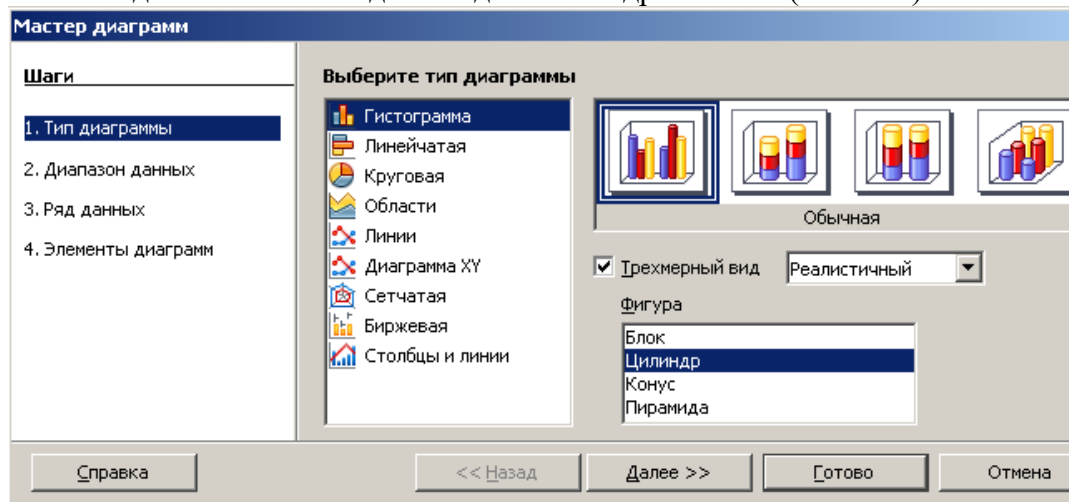 Мастер диаграмм
Шаги
1. Тип диаграммы
2. Диапазон данных
3. Ряд данных
4. Элементы диаграмм
Выберите тип диаграммы
Гистограмма
Линейчатая
Круговая
Области
Линии
Диаграмма XY
Сетчатая
Биржевая
Столбцы и линии
Обычная
Трехмерный вид
Реалистичный
Фигура
Блок
Цилиндр
Конус
Пирамида
Справка
<< Назад
Далее >>
Готово
Отмена